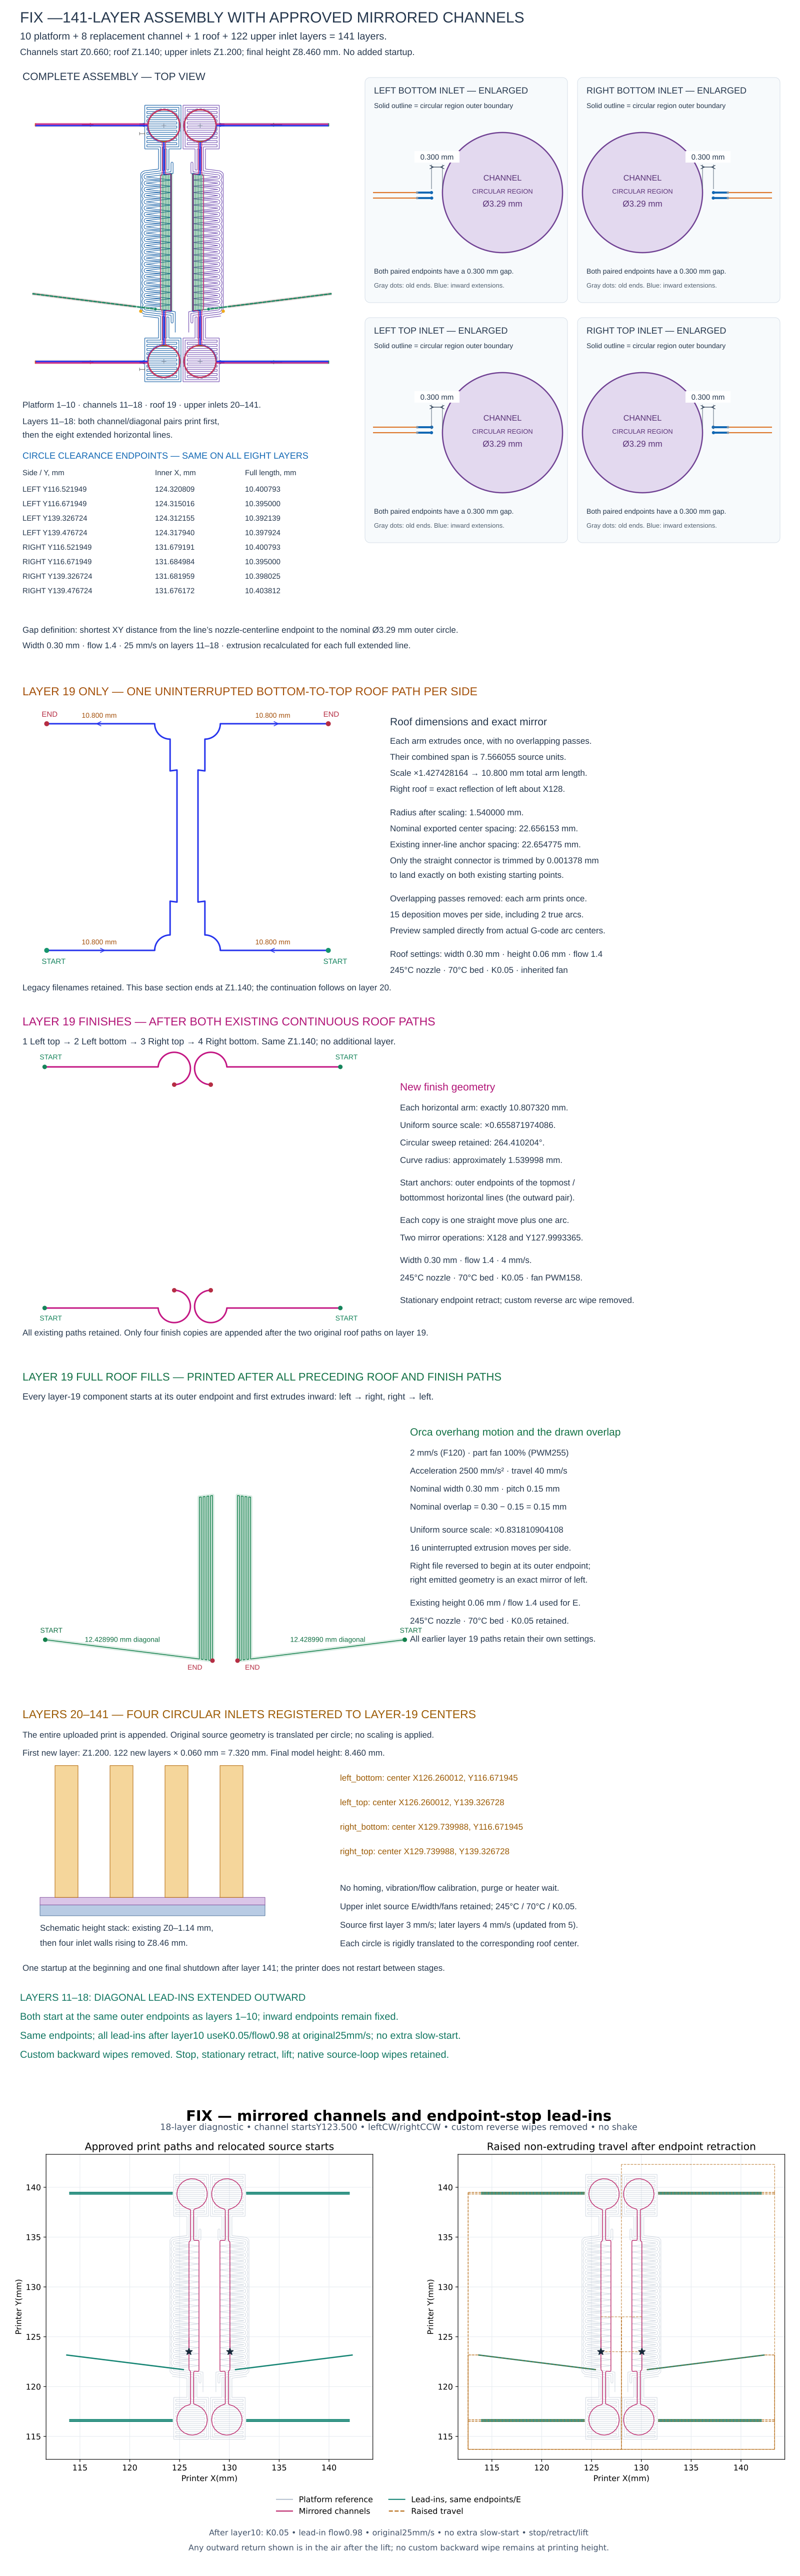 FIX —141-LAYER ASSEMBLY WITH APPROVED MIRRORED CHANNELS
10 platform + 8 replacement channel + 1 roof + 122 upper inlet layers = 141 layers.
Channels start Z0.660; roof Z1.140; upper inlets Z1.200; final height Z8.460 mm. No added startup.
COMPLETE ASSEMBLY — TOP VIEW
Platform 1–10 · channels 11–18 · roof 19 · upper inlets 20–141.
Layers 11–18: both channel/diagonal pairs print first,
then the eight extended horizontal lines.
CIRCLE CLEARANCE ENDPOINTS — SAME ON ALL EIGHT LAYERS
Side / Y, mm Inner X, mm Full length, mm
LEFT Y116.521949 124.320809 10.400793
LEFT Y116.671949 124.315016 10.395000
LEFT Y139.326724 124.312155 10.392139
LEFT Y139.476724 124.317940 10.397924
RIGHT Y116.521949 131.679191 10.400793
RIGHT Y116.671949 131.684984 10.395000
RIGHT Y139.326724 131.681959 10.398025
RIGHT Y139.476724 131.676172 10.403812
LEFT BOTTOM INLET — ENLARGED
Solid outline = circular region outer boundary
0.300 mm
CHANNEL
CIRCULAR REGION
Ø3.29 mm
Both paired endpoints have a 0.300 mm gap.
Gray dots: old ends. Blue: inward extensions.
RIGHT BOTTOM INLET — ENLARGED
Solid outline = circular region outer boundary
0.300 mm
CHANNEL
CIRCULAR REGION
Ø3.29 mm
Both paired endpoints have a 0.300 mm gap.
Gray dots: old ends. Blue: inward extensions.
LEFT TOP INLET — ENLARGED
Solid outline = circular region outer boundary
0.300 mm
CHANNEL
CIRCULAR REGION
Ø3.29 mm
Both paired endpoints have a 0.300 mm gap.
Gray dots: old ends. Blue: inward extensions.
RIGHT TOP INLET — ENLARGED
Solid outline = circular region outer boundary
0.300 mm
CHANNEL
CIRCULAR REGION
Ø3.29 mm
Both paired endpoints have a 0.300 mm gap.
Gray dots: old ends. Blue: inward extensions.
Gap definition: shortest XY distance from the line's nozzle-centerline endpoint to the nominal Ø3.29 mm outer circle.
Width 0.30 mm · flow 1.4 · 25 mm/s on layers 11–18 · extrusion recalculated for each full extended line.
LAYER 19 ONLY — ONE UNINTERRUPTED BOTTOM-TO-TOP ROOF PATH PER SIDE
END 10.800 mm 10.800 mm END
10.800 mm 10.800 mm
START START
Roof dimensions and exact mirror
Each arm extrudes once, with no overlapping passes.
Their combined span is 7.566055 source units.
Scale ×1.427428164 → 10.800 mm total arm length.
Right roof = exact reflection of left about X128.
Radius after scaling: 1.540000 mm.
Nominal exported center spacing: 22.656153 mm.
Existing inner-line anchor spacing: 22.654775 mm.
Only the straight connector is trimmed by 0.001378 mm
to land exactly on both existing starting points.
Overlapping passes removed: each arm prints once.
15 deposition moves per side, including 2 true arcs.
Preview sampled directly from actual G-code arc centers.
Roof settings: width 0.30 mm · height 0.06 mm · flow 1.4
245°C nozzle · 70°C bed · K0.05 · inherited fan
Legacy filenames retained. This base section ends at Z1.140; the continuation follows on layer 20.
LAYER 19 FINISHES — AFTER BOTH EXISTING CONTINUOUS ROOF PATHS
1 Left top → 2 Left bottom → 3 Right top → 4 Right bottom. Same Z1.140; no additional layer.
START START
START START
New finish geometry
Each horizontal arm: exactly 10.807320 mm.
Uniform source scale: ×0.655871974086.
Circular sweep retained: 264.410204°.
Curve radius: approximately 1.539998 mm.
Start anchors: outer endpoints of the topmost /
bottommost horizontal lines (the outward pair).
Each copy is one straight move plus one arc.
Two mirror operations: X128 and Y127.9993365.
Width 0.30 mm · flow 1.4 · 4 mm/s.
245°C nozzle · 70°C bed · K0.05 · fan PWM158.
Stationary endpoint retract; custom reverse arc wipe removed.
All existing paths retained. Only four finish copies are appended after the two original roof paths on layer 19.
LAYER 19 FULL ROOF FILLS — PRINTED AFTER ALL PRECEDING ROOF AND FINISH PATHS
Every layer-19 component starts at its outer endpoint and first extrudes inward: left → right, right → left.
START 12.428990 mm diagonal 12.428990 mm diagonal START
END END
Orca overhang motion and the drawn overlap
2 mm/s (F120) · part fan 100% (PWM255)
Acceleration 2500 mm/s² · travel 40 mm/s
Nominal width 0.30 mm · pitch 0.15 mm
Nominal overlap = 0.30 − 0.15 = 0.15 mm
Uniform source scale: ×0.831810904108
16 uninterrupted extrusion moves per side.
Right file reversed to begin at its outer endpoint;
right emitted geometry is an exact mirror of left.
Existing height 0.06 mm / flow 1.4 used for E.
245°C nozzle · 70°C bed · K0.05 retained.
All earlier layer 19 paths retain their own settings.
LAYERS 20–141 — FOUR CIRCULAR INLETS REGISTERED TO LAYER-19 CENTERS
The entire uploaded print is appended. Original source geometry is translated per circle; no scaling is applied.
First new layer: Z1.200. 122 new layers × 0.060 mm = 7.320 mm. Final model height: 8.460 mm.
left_bottom: center X126.260012, Y116.671945
left_top: center X126.260012, Y139.326728
right_bottom: center X129.739988, Y116.671945
right_top: center X129.739988, Y139.326728
No homing, vibration/flow calibration, purge or heater wait.
Upper inlet source E/width/fans retained; 245°C / 70°C / K0.05.
Source first layer 3 mm/s; later layers 4 mm/s (updated from 5).
Each circle is rigidly translated to the corresponding roof center.
Schematic height stack: existing Z0–1.14 mm,
then four inlet walls rising to Z8.46 mm.
One startup at the beginning and one final shutdown after layer 141; the printer does not restart between stages.
LAYERS 11–18: DIAGONAL LEAD-INS EXTENDED OUTWARD
Both start at the same outer endpoints as layers 1–10; inward endpoints remain fixed.
Same endpoints; all lead-ins after layer10 useK0.05/flow0.98 at original25mm/s; no extra slow-start.
Custom backward wipes removed. Stop, stationary retract, lift; native source-loop wipes retained.
FIX — mirrored channels and endpoint-stop lead-ins
18-layer diagnostic • channel startsY123.500 • leftCW/rightCCW • custom reverse wipes removed • no shake
Approved print paths and relocated source starts
Printer Y(mm)
140
135
130
125
120
115
115 120 125 130 135 140
Printer X(mm)
Raised non-extruding travel after endpoint retraction
Printer Y(mm)
140
135
130
125
120
115
115 120 125 130 135 140
Printer X(mm)
Platform reference
Mirrored channels
Lead-ins, same endpoints/E
Raised travel
After layer10: K0.05 • lead-in flow0.98 • original25mm/s • no extra slow-start • stop/retract/lift
Any outward return shown is in the air after the lift; no custom backward wipe remains at printing height.